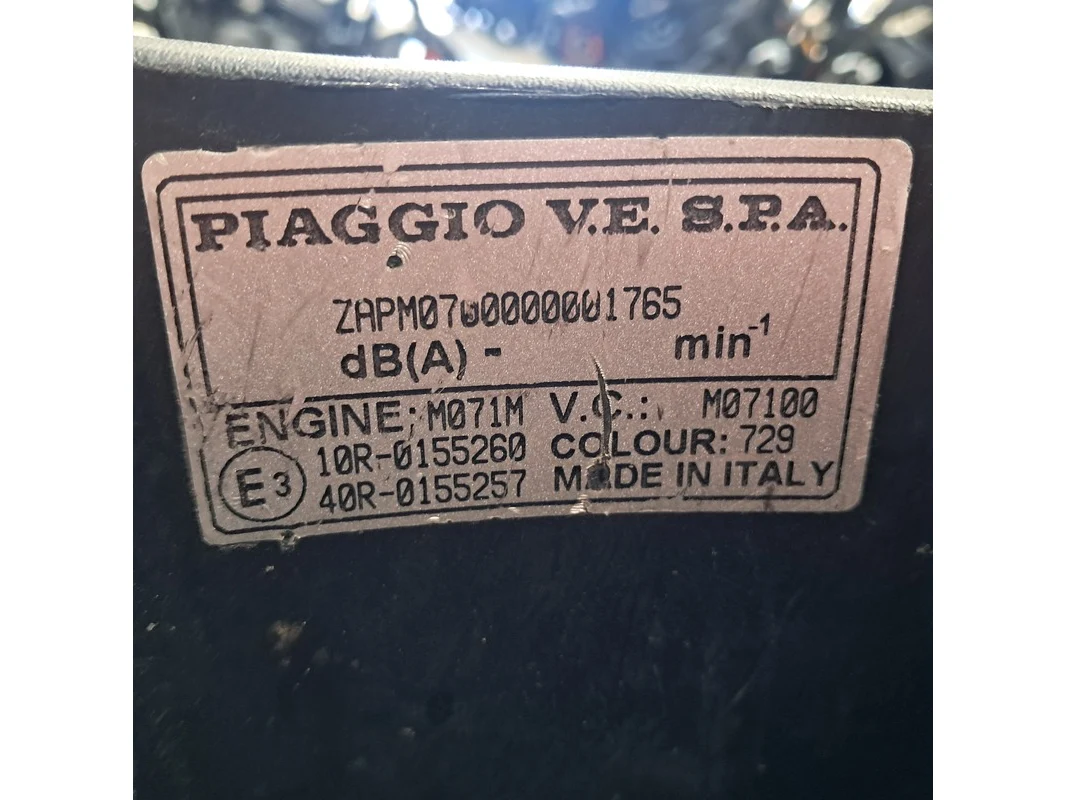 PIAGGIO V.E. S.P.A.
ZAPM0700000001765
dB(A) - min⁻¹
ENGINE: M071M V.C.: M07100
10R-0155260 COLOUR: 729
E3 40R-0155257 MADE IN ITALY